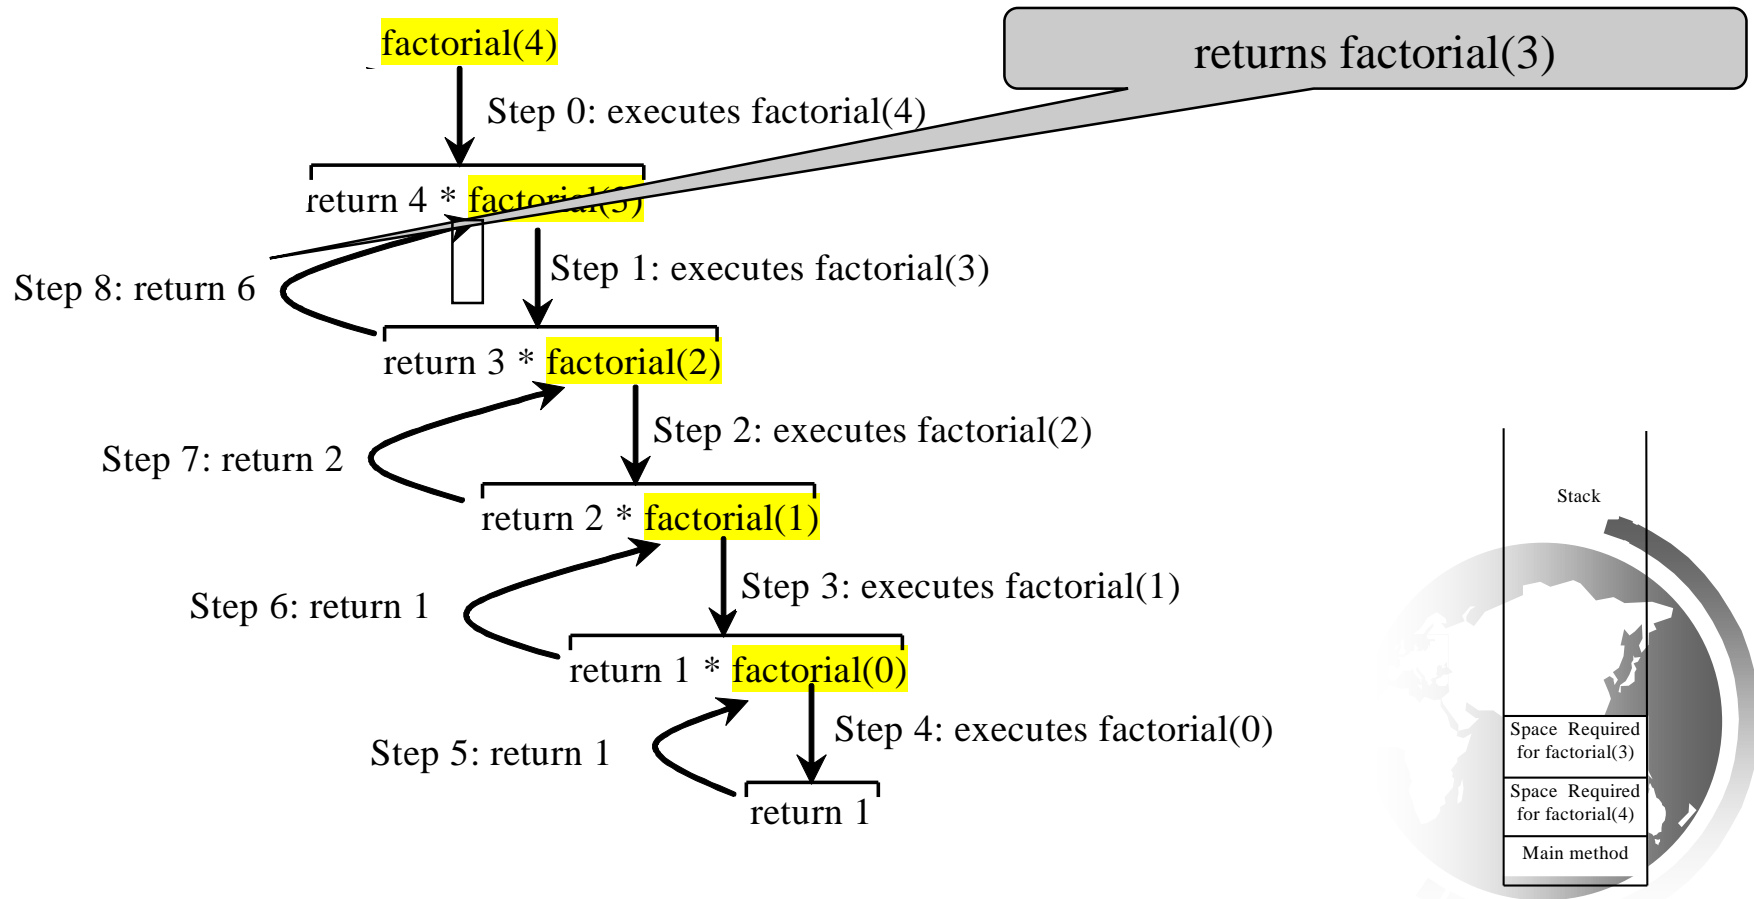 factorial(4)
returns factorial(3)
Step 0: executes factorial(4)
return 4 * factorial(3)
Step 1: executes factorial(3)
Step 8: return 6
return 3 * factorial(2)
Step 2: executes factorial(2)
Step 7: return 2
Stack
return 2 * factorial(1)
Step 3: executes factorial(1)
Step 6: return 1
return 1 * factorial(0)
Step 4: executes factorial(0)
Step 5: return 1
return 1
Space Required
for factorial(3)
Space Required
for factorial(4)
Main method